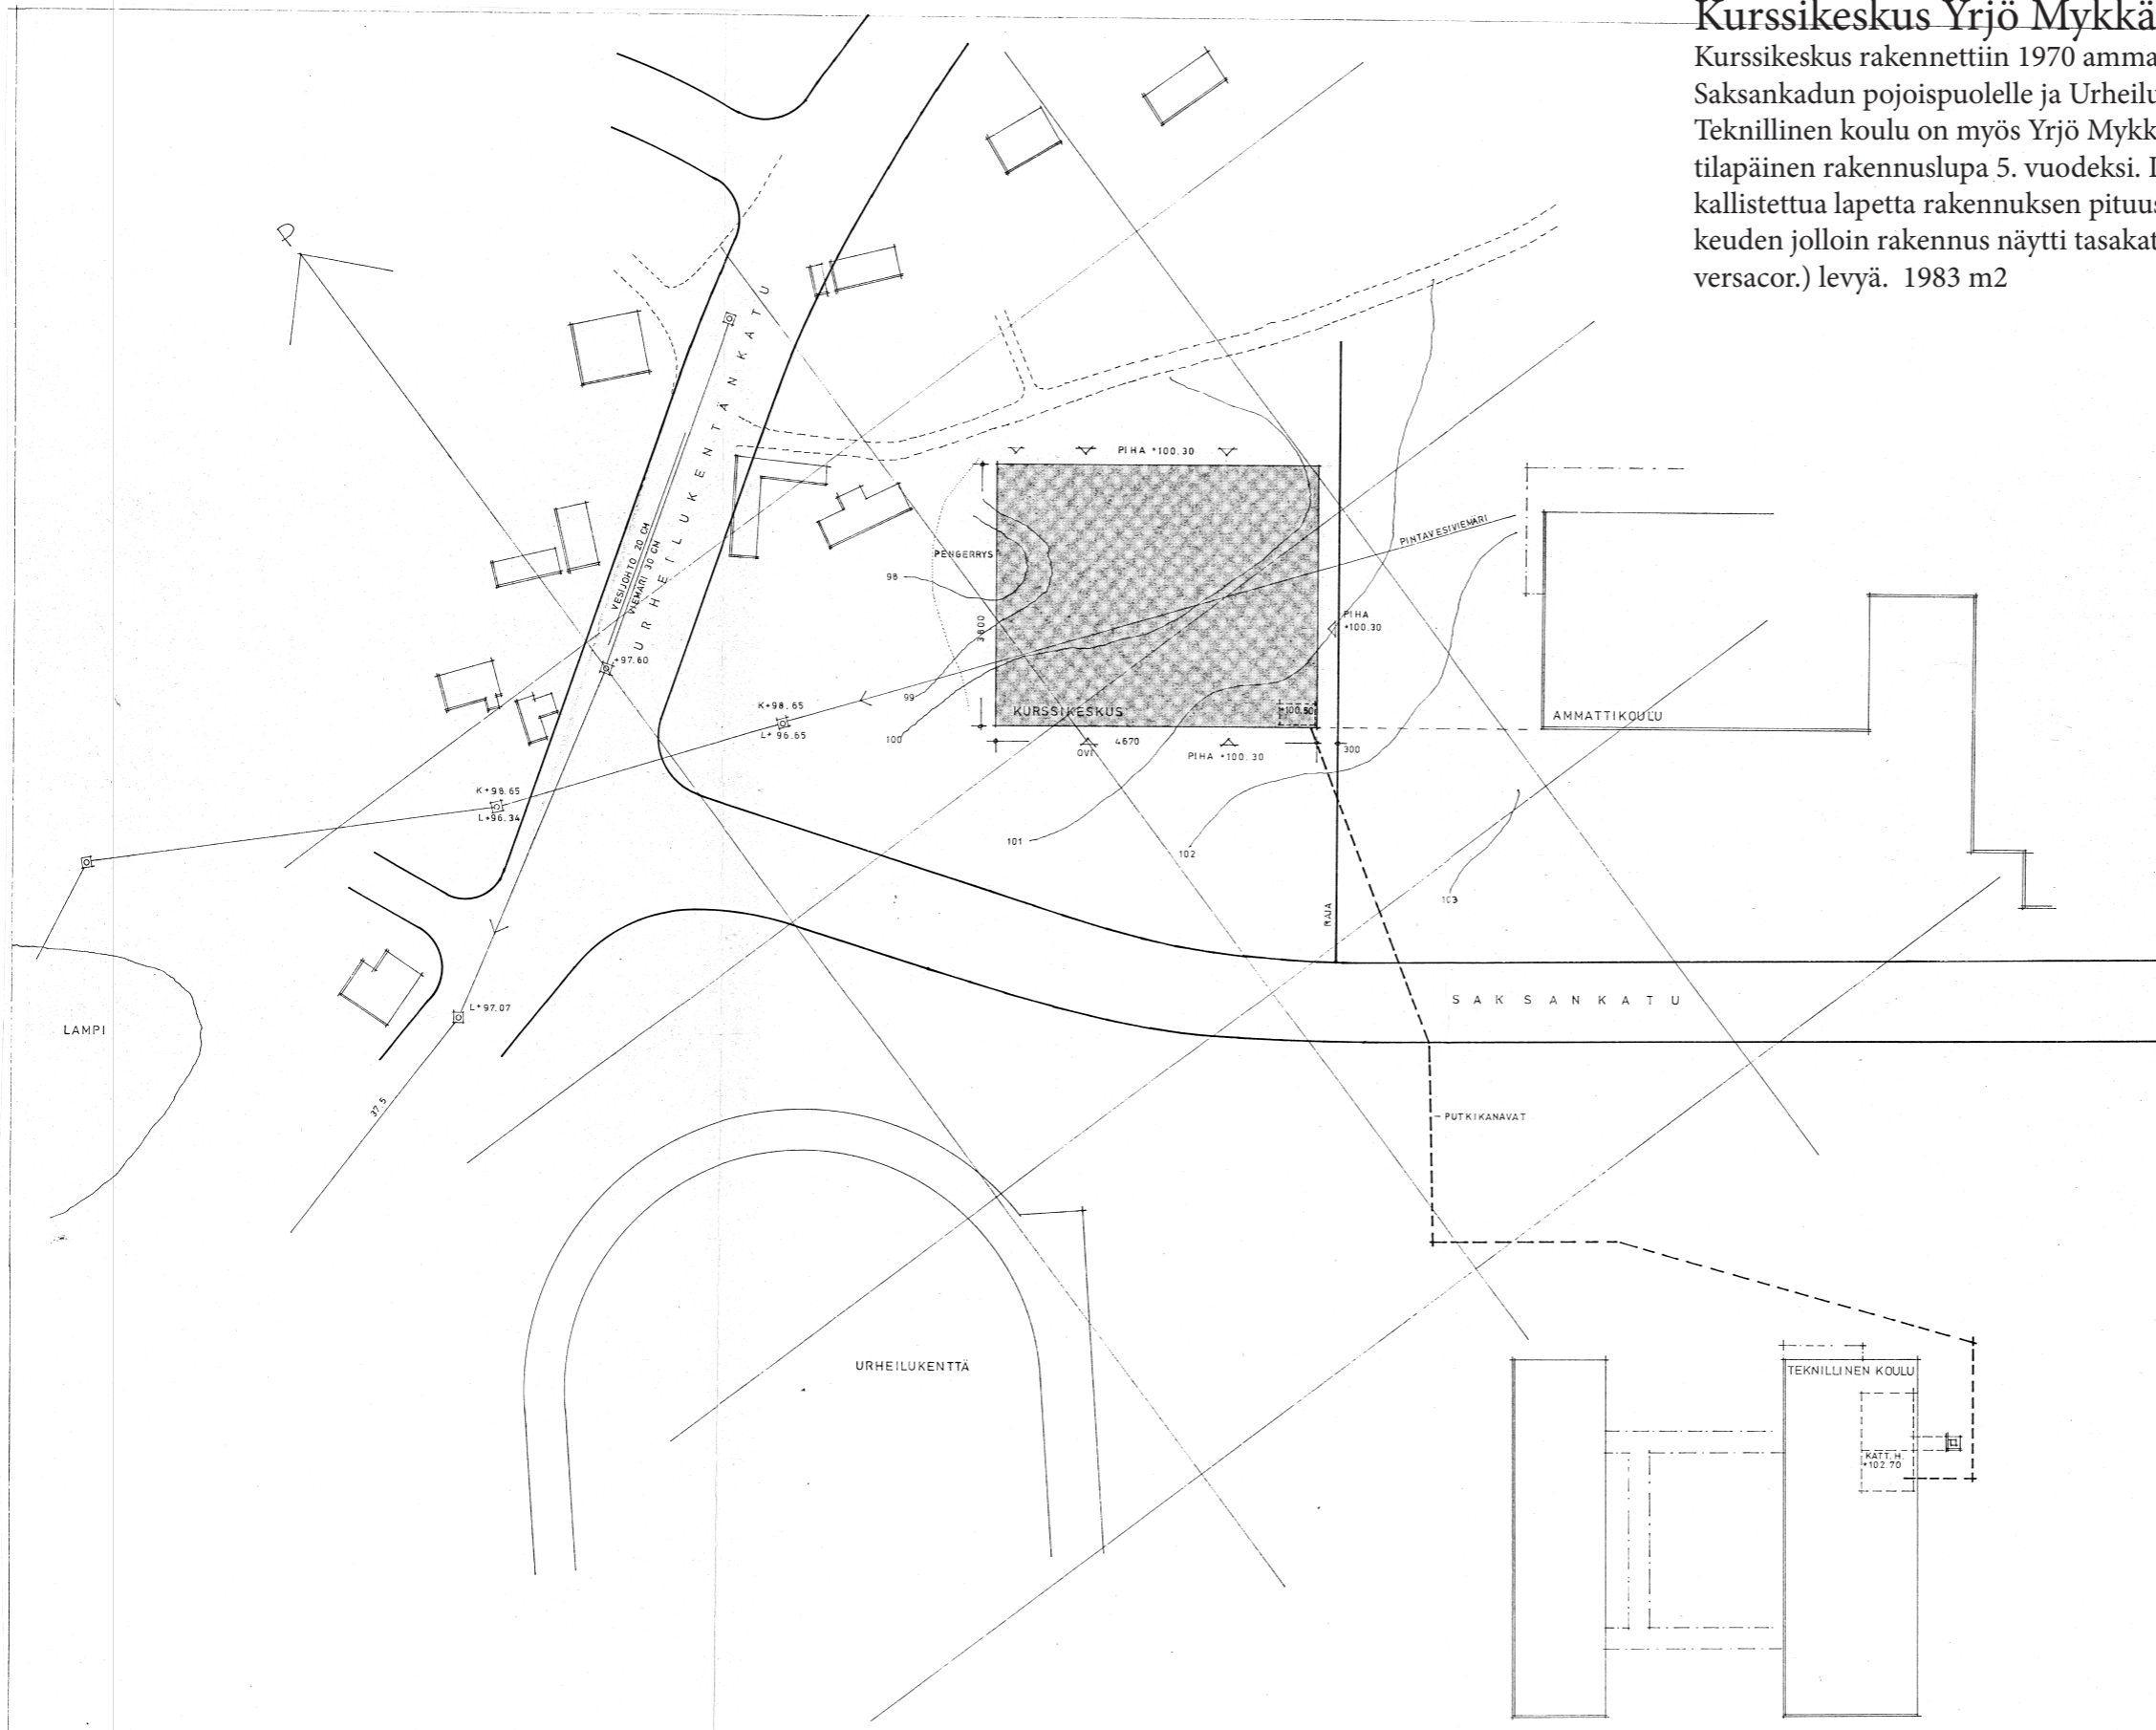 Kurssikeskus Yrjö Mykkä
Kurssikeskus rakennettiin 1970 amma
Saksankadun pojoispuolelle ja Urheilu
Teknillinen koulu on myös Yrjö Mykk
tilapäinen rakennuslupa 5. vuodeksi.
kallistettua lapetta rakennuksen pituus
keuden jolloin rakennus näytti tasakat
versacor.) levyä. 1983 m2
P
URHEILUKENTÄNKATU
VESIJOHTO 20 CM
VIEMÄRI 30 CM
PIHA +100.30
PENGERRYS
98
3800
PINTAVESIVIEMÄRI
PIHA
+100.30
+97.60
K+98.65
L+96.65
99
100
KURSSIKESKUS
+100.50
4670
OVI
PIHA +100.30
300
AMMATTIKOULU
K+98.65
L+96.34
101
102
103
RAJA
SAKSANKATU
LAMPI
L+97.07
37.5
PUTKIKANAVAT
URHEILUKENTTÄ
TEKNILLINEN KOULU
KATT.H.
+102.70